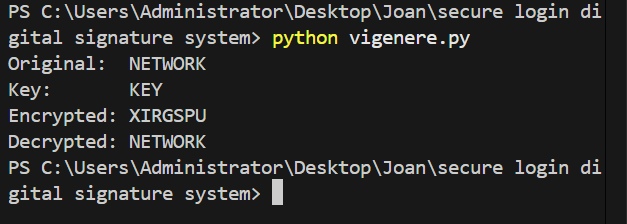 PS C:\Users\Administrator\Desktop\Joan\secure login di
gital signature system> python vigenere.py
Original:  NETWORK
Key:       KEY
Encrypted: XIRGSPU
Decrypted: NETWORK
PS C:\Users\Administrator\Desktop\Joan\secure login di
gital signature system>